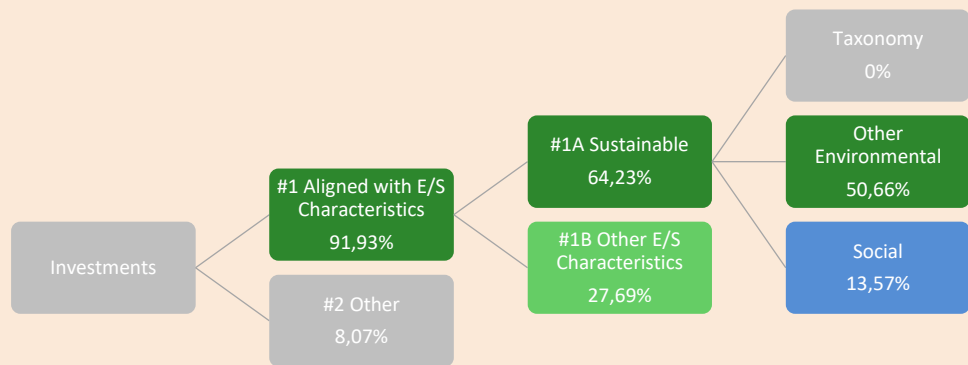 Investments
#1 Aligned with E/S
Characteristics
91,93%
#2 Other
8,07%
#1A Sustainable
64,23%
#1B Other E/S
Characteristics
27,69%
Taxonomy
0%
Other
Environmental
50,66%
Social
13,57%